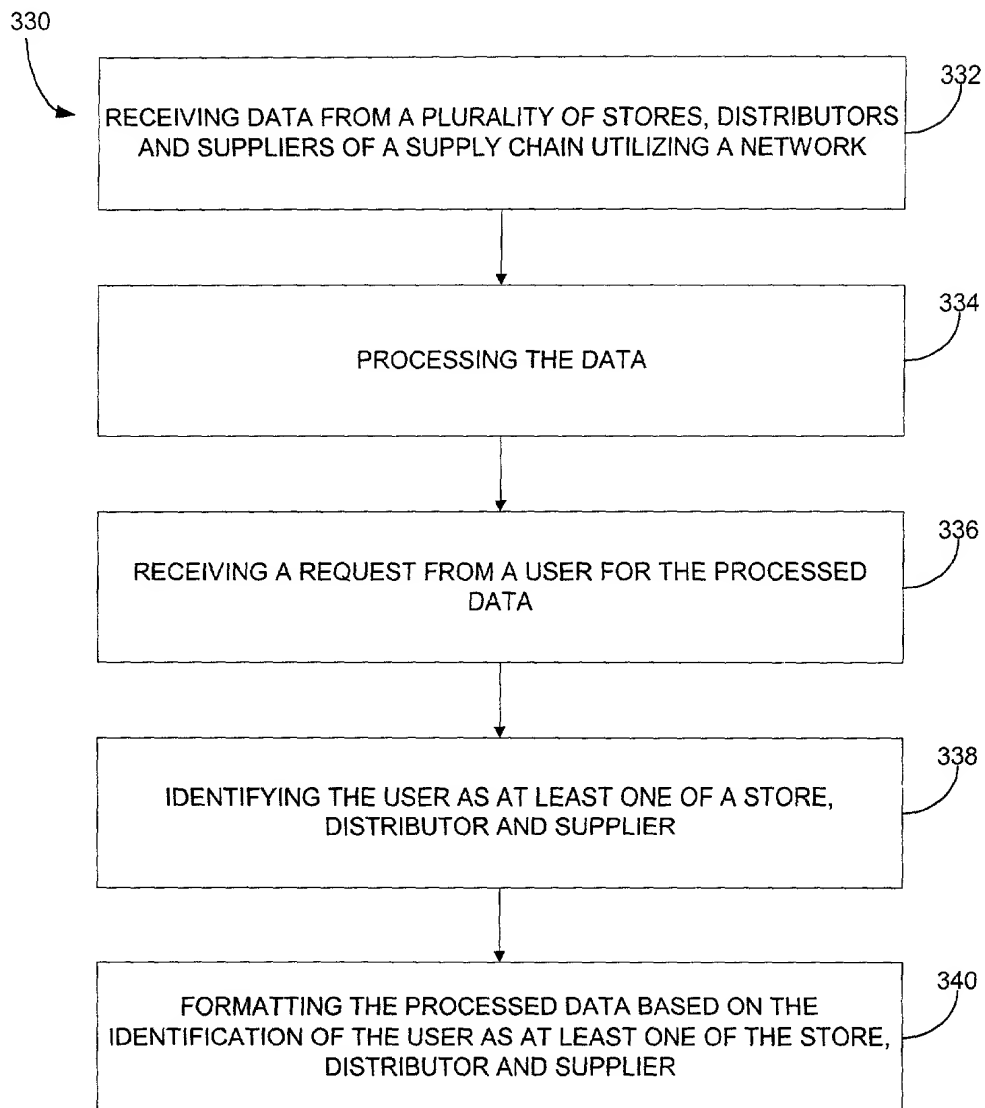 330
332
RECEIVING DATA FROM A PLURALITY OF STORES, DISTRIBUTORS
AND SUPPLIERS OF A SUPPLY CHAIN UTILIZING A NETWORK
334
PROCESSING THE DATA
336
RECEIVING A REQUEST FROM A USER FOR THE PROCESSED
DATA
338
IDENTIFYING THE USER AS AT LEAST ONE OF A STORE,
DISTRIBUTOR AND SUPPLIER
340
FORMATTING THE PROCESSED DATA BASED ON THE
IDENTIFICATION OF THE USER AS AT LEAST ONE OF THE STORE,
DISTRIBUTOR AND SUPPLIER